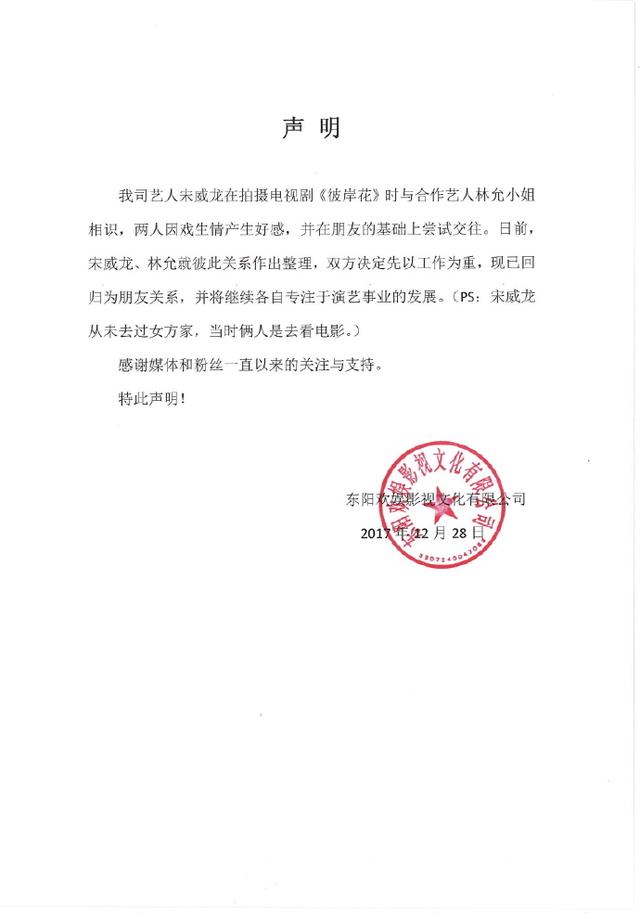 声 明
我司艺人宋威龙在拍摄电视剧《彼岸花》时与合作艺人林允小姐
相识，两人因戏生情产生好感，并在朋友的基础上尝试交往。日前，
宋威龙、林允就彼此关系作出整理，双方决定先以工作为重，现已回
归为朋友关系，并将继续各自专注于演艺事业的发展。（PS：宋威龙
从未去过女方家，当时俩人是去看电影。）
感谢媒体和粉丝一直以来的关注与支持。
特此声明！
东阳欢娱影视文化有限公司
东阳欢娱影视文化有限公司
2017 年 12 月 28 日